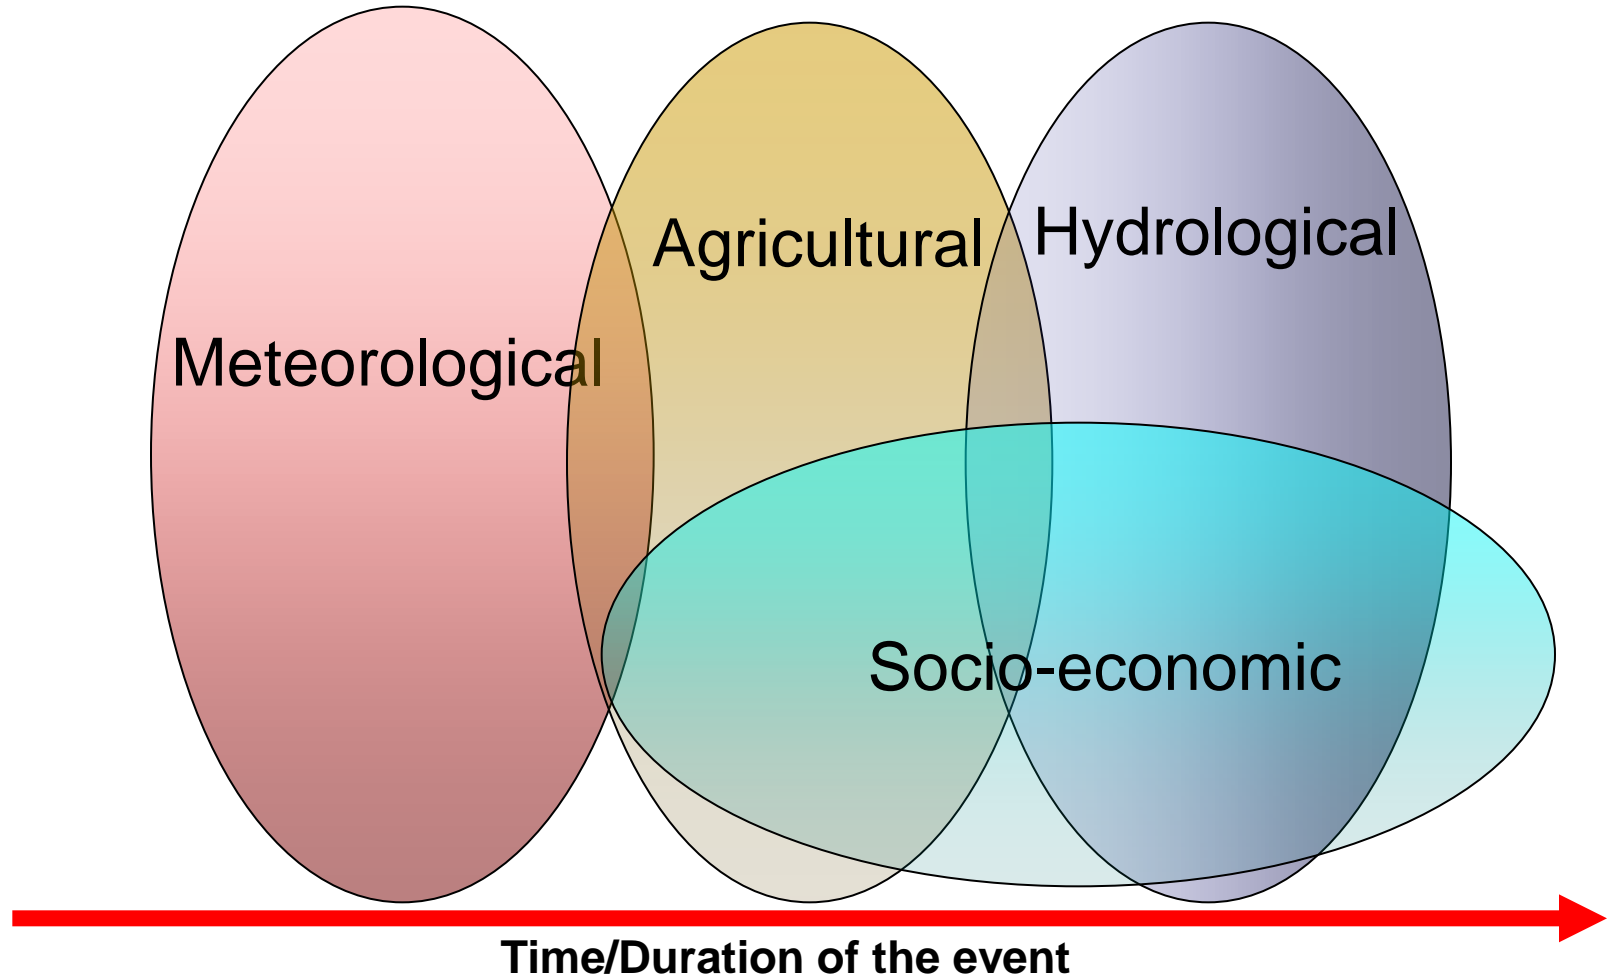 Agricultural
Hydrological
Meteorological
Socio-economic
Time/Duration of the event